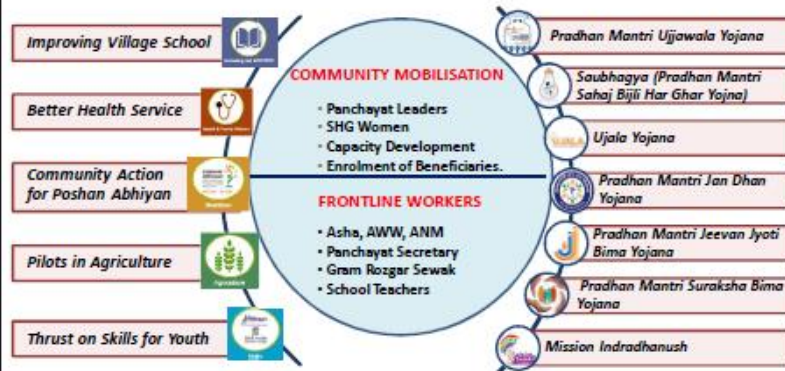 Improving Village School
Better Health Service
Community Action
for Poshan Abhiyan
Pilots in Agriculture
Thrust on Skills for Youth
COMMUNITY MOBILISATION
• Panchayat Leaders
• SHG Women
• Capacity Development
• Enrolment of Beneficiaries.
FRONTLINE WORKERS
• Asha, AWW, ANM
• Panchayat Secretary
• Gram Rozgar Sewak
• School Teachers
Pradhan Mantri Ujjawala Yojana
Saubhagya (Pradhan Mantri
Sahaj Bijli Har Ghar Yojna)
Ujala Yojana
Pradhan Mantri Jan Dhan
Yojana
Pradhan Mantri Jeevan Jyoti
Bima Yojana
Pradhan Mantri Suraksha Bima
Yojana
Mission Indradhanush